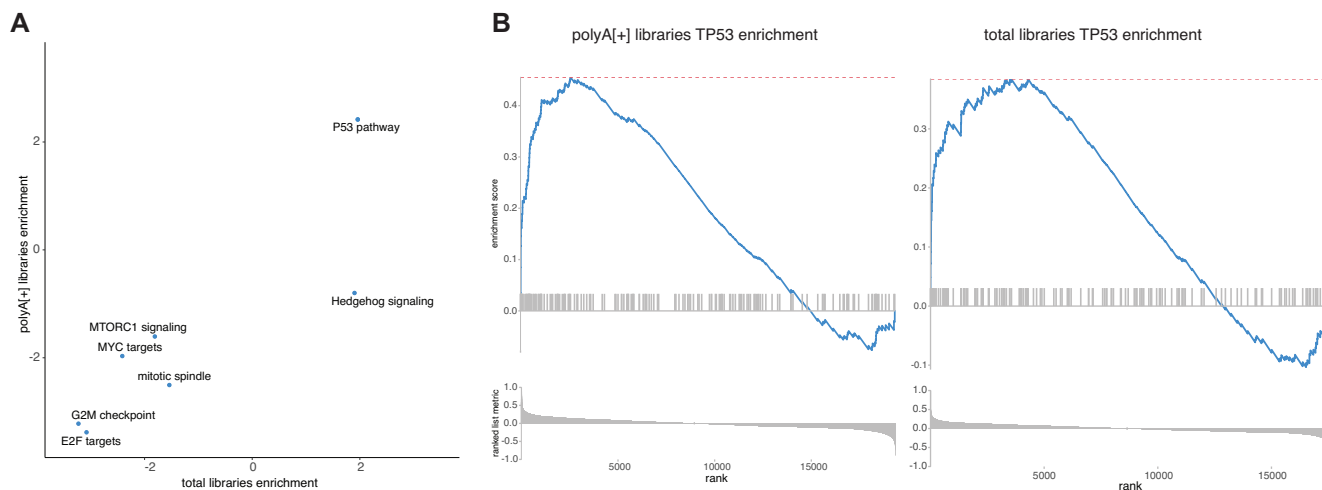 A
2
0
-2
polyA[+] libraries enrichment
P53 pathway
Hedgehog signaling
MTORC1 signaling
MYC targets
mitotic spindle
G2M checkpoint
E2F targets
-2
0
2
total libraries enrichment
B
polyA[+] libraries TP53 enrichment
0.4
0.3
0.2
0.1
0.0
enrichment score
1.0
0.5
0.0
-0.5
-1.0
ranked list metric
5000
10000
15000
rank
total libraries TP53 enrichment
0.3
0.2
0.1
0.0
-0.1
1.0
0.5
0.0
-0.5
-1.0
5000
10000
15000
rank